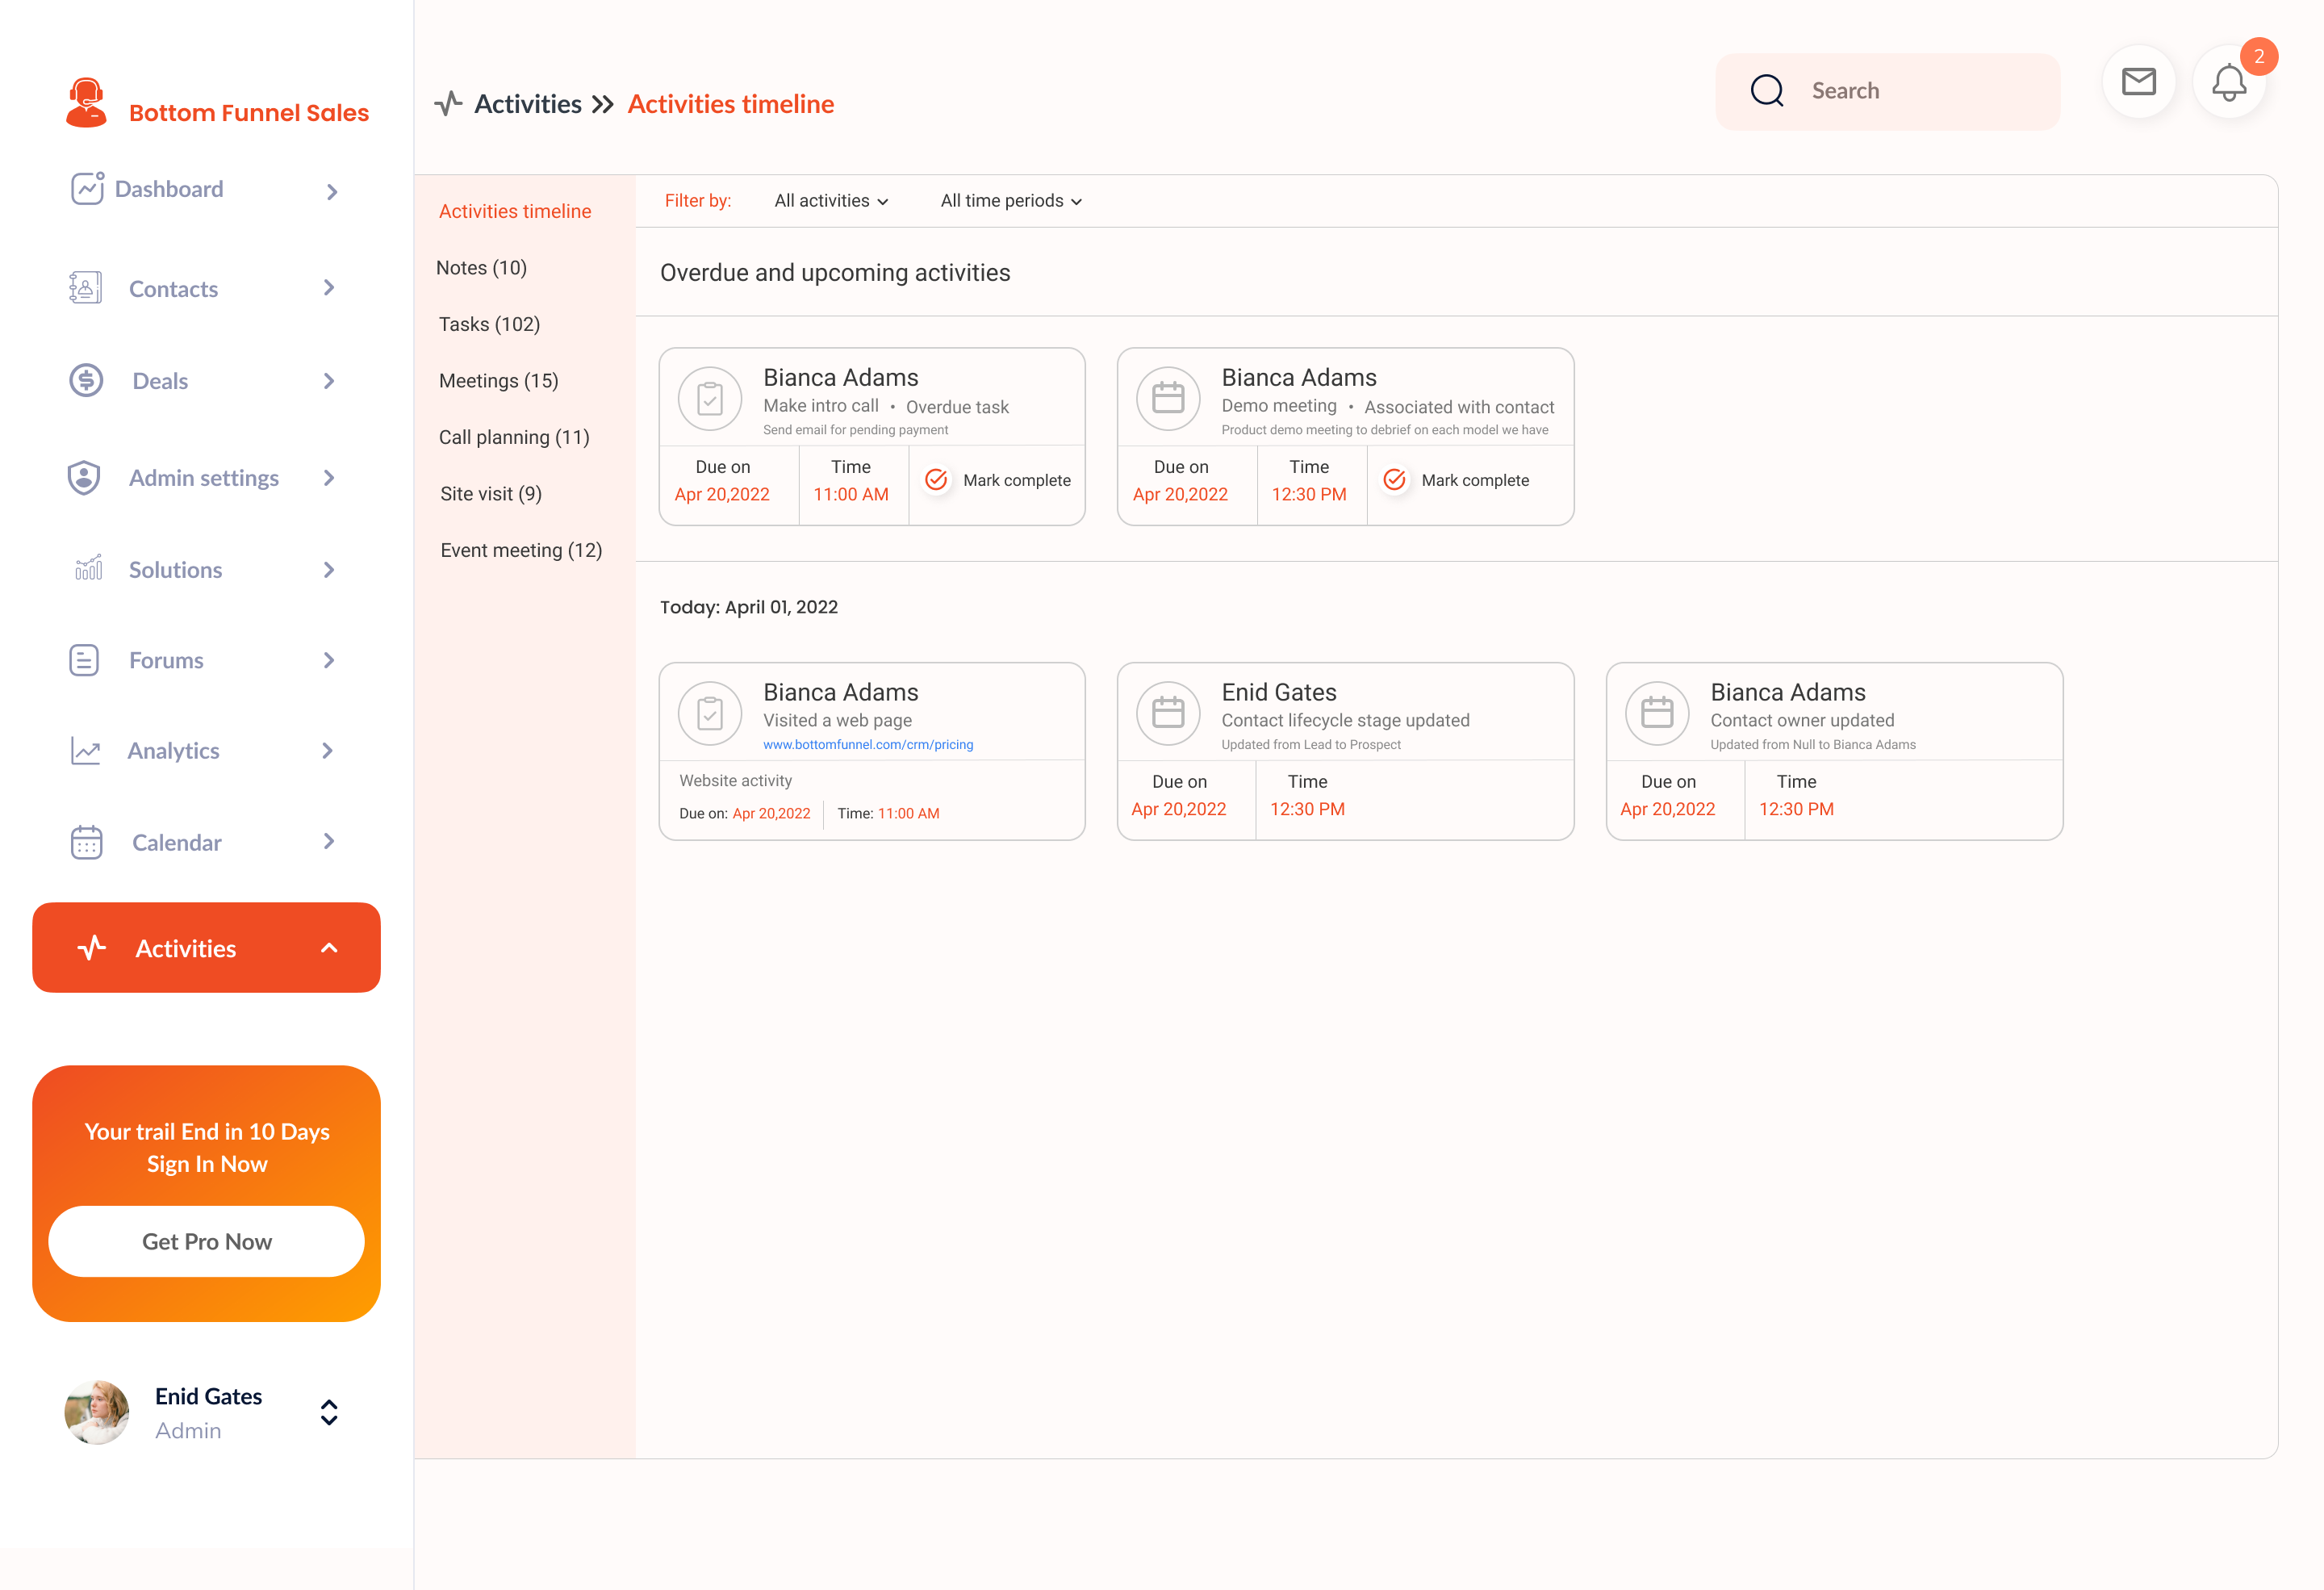 Bottom Funnel Sales
Dashboard
Contacts
Deals
Admin settings
Solutions
Forums
Analytics
Calendar
Activities
Your trail End in 10 Days
Sign In Now
Get Pro Now
Enid Gates
Admin
Activities Activities timeline
Search
2
Activities timeline
Notes (10)
Tasks (102)
Meetings (15)
Call planning (11)
Site visit (9)
Event meeting (12)
Filter by: All activities All time periods
Overdue and upcoming activities
Bianca Adams
Make intro call • Overdue task
Send email for pending payment
Due on
Apr 20,2022
Time
11:00 AM
Mark complete
Bianca Adams
Demo meeting • Associated with contact
Product demo meeting to debrief on each model we have
Due on
Apr 20,2022
Time
12:30 PM
Mark complete
Today: April 01, 2022
Bianca Adams
Visited a web page
www.bottomfunnel.com/crm/pricing
Website activity
Due on: Apr 20,2022 Time: 11:00 AM
Enid Gates
Contact lifecycle stage updated
Updated from Lead to Prospect
Due on
Apr 20,2022
Time
12:30 PM
Bianca Adams
Contact owner updated
Updated from Null to Bianca Adams
Due on
Apr 20,2022
Time
12:30 PM